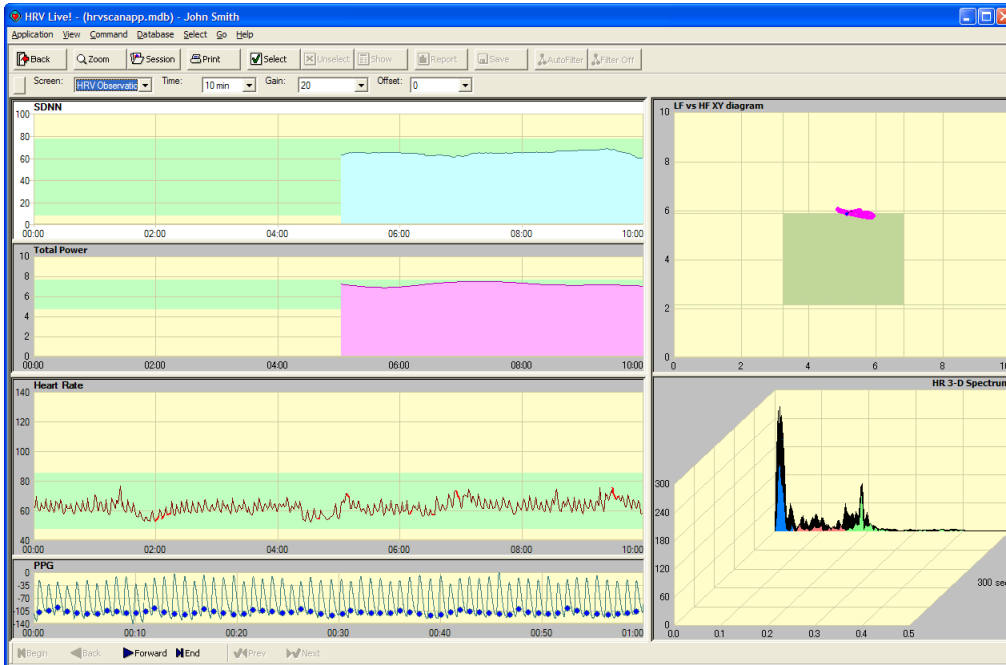 HRV Live! - (hrvscanapp.mdb) - John Smith
Application View Command Database Select Go Help
Back Zoom Session Print Select Unselect Show Report Save AutoFilter Filter Off
Screen: HRV Observatio Time: 10 min Gain: 20 Offset: 0
SDNN
100
80
60
40
20
0
00:00 02:00 04:00 06:00 08:00 10:00
Total Power
10
8
6
4
2
0
00:00 02:00 04:00 06:00 08:00 10:00
Heart Rate
140
120
100
80
60
40
00:00 02:00 04:00 06:00 08:00 10:00
PPG
0
-35
-70
-105
-140
00:00 00:10 00:20 00:30 00:40 00:50 01:00
LF vs HF XY diagram
10
8
6
4
2
0
0 2 4 6 8 10
HR 3-D Spectrum
300
240
180
120
60
0
300 sec
0.0 0.1 0.2 0.3 0.4 0.5
Begin Back Forward End Prev Next